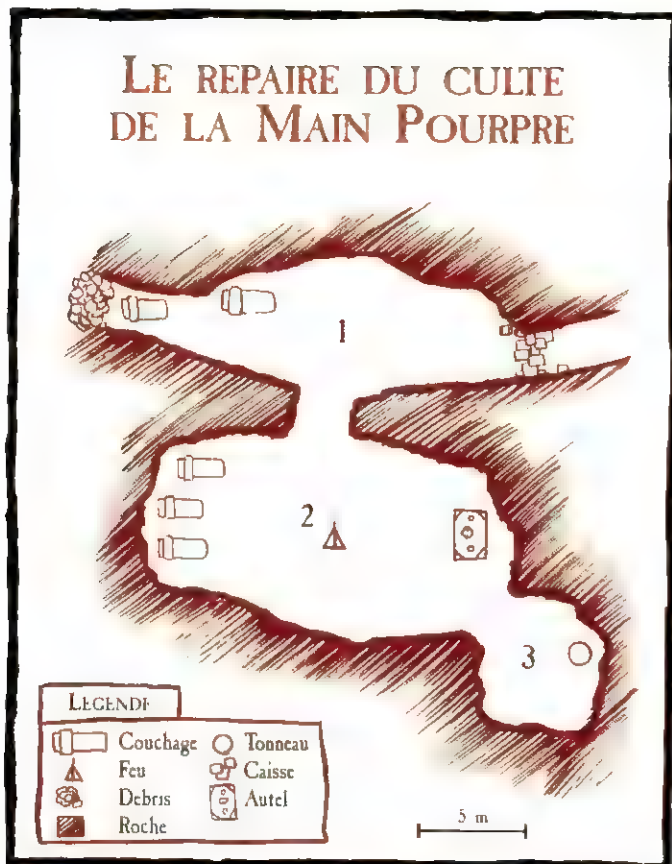 LE REPAIRE DU CULTE
DE LA MAIN POURPRE
1
2
3
LEGENDE
Couchage
Tonneau
Feu
Caisse
Debris
Autel
Roche
5 m